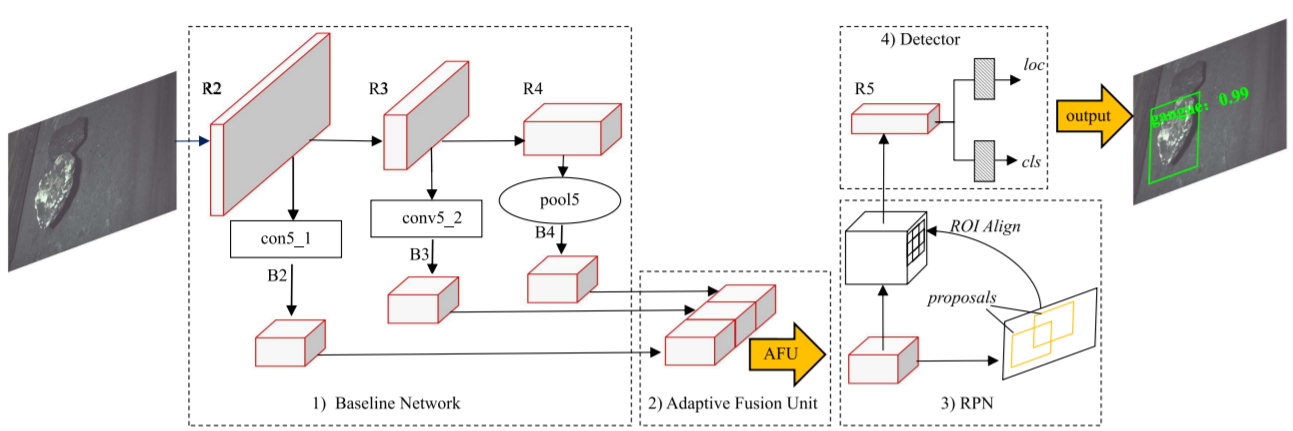 R2
R3
R4
con5_1
conv5_2
pool5
B2
B3
B4
1) Baseline Network
AFU
2) Adaptive Fusion Unit
4) Detector
R5
loc
cls
ROI Align
proposals
3) RPN
output
gangue: 0.99